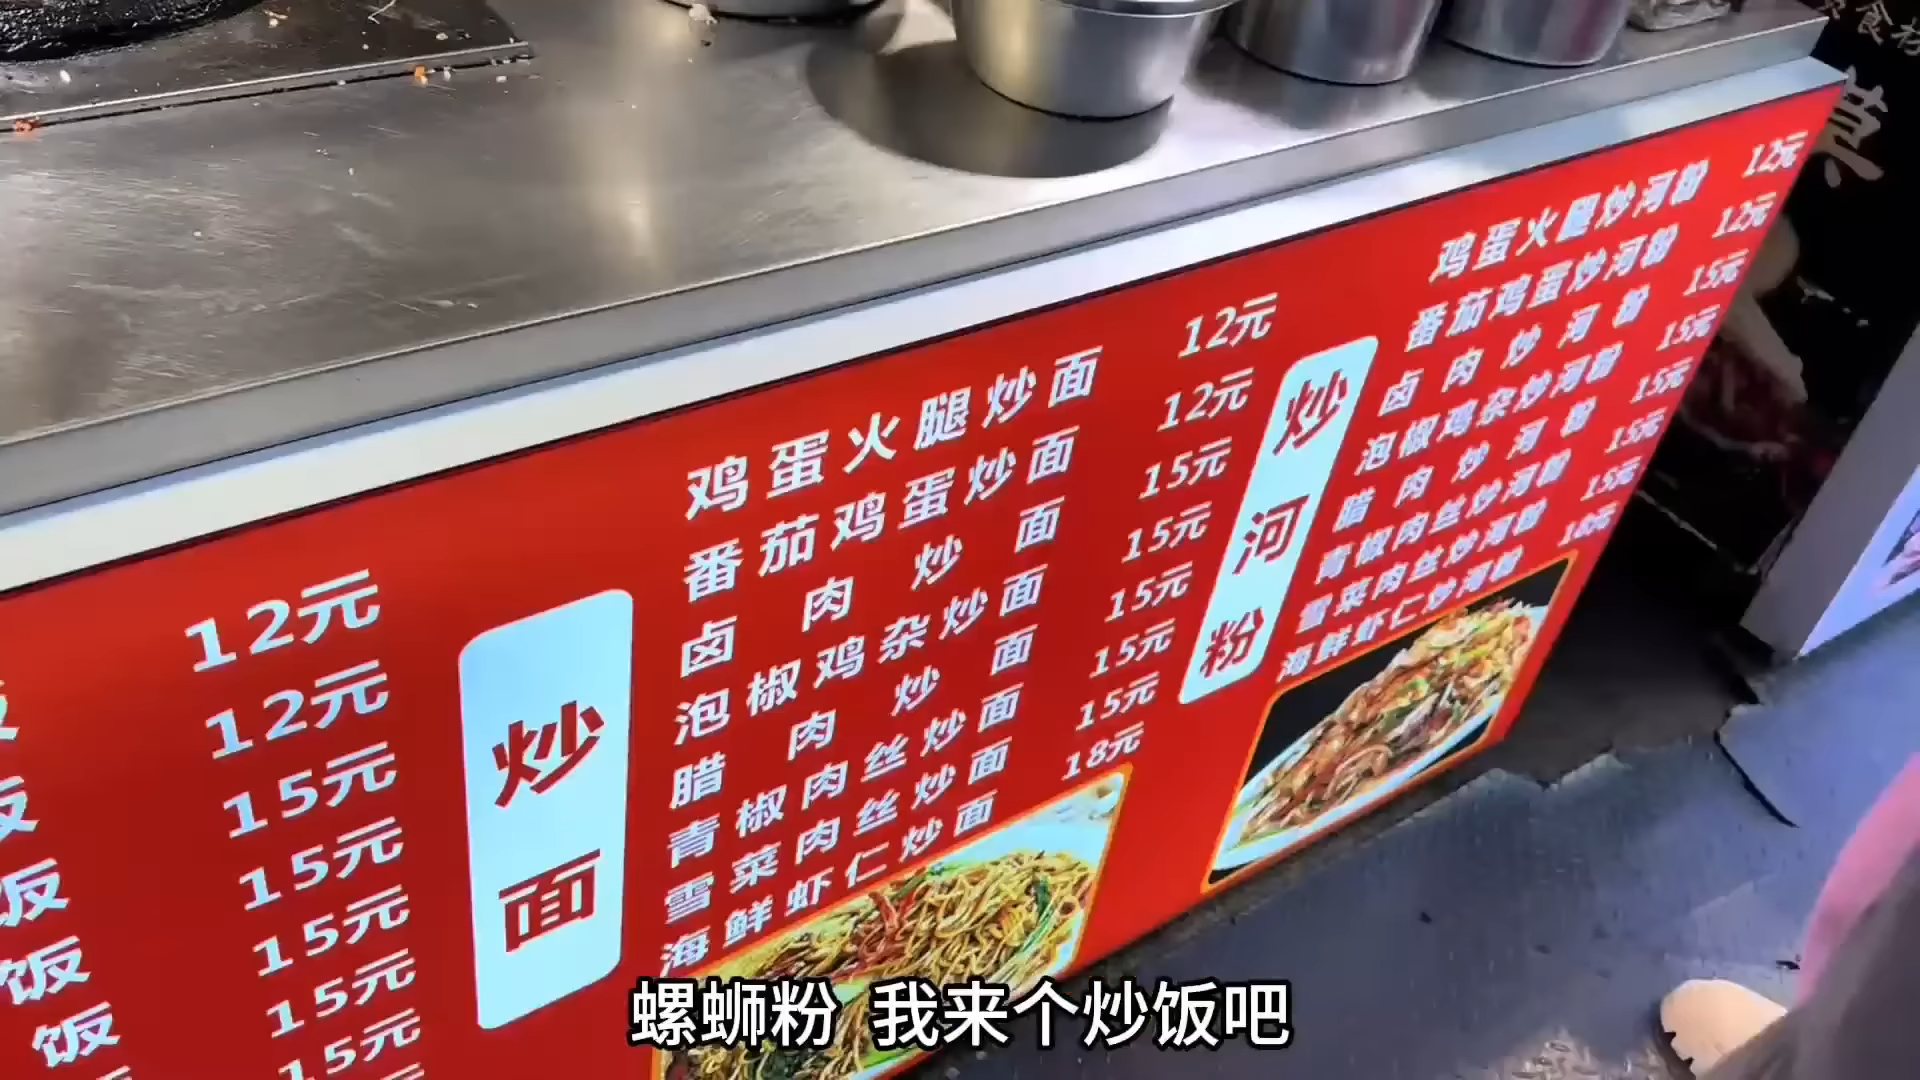 12元
12元
15元
15元
饭 15元
饭 15元
饭 15元
炒面
鸡蛋火腿炒面 12元
番茄鸡蛋炒面 12元
卤肉炒面 15元
泡椒鸡杂炒面 15元
腊肉炒面 15元
青椒肉丝炒面 15元
雪菜肉丝炒面 15元
海鲜虾仁炒面 18元
炒河粉
鸡蛋火腿炒河粉 12元
番茄鸡蛋炒河粉 12元
卤肉炒河粉 15元
泡椒鸡杂炒河粉 15元
腊肉炒河粉 15元
青椒肉丝炒河粉 15元
雪菜肉丝炒河粉 15元
海鲜虾仁炒河粉 18元
螺蛳粉 我来个炒饭吧